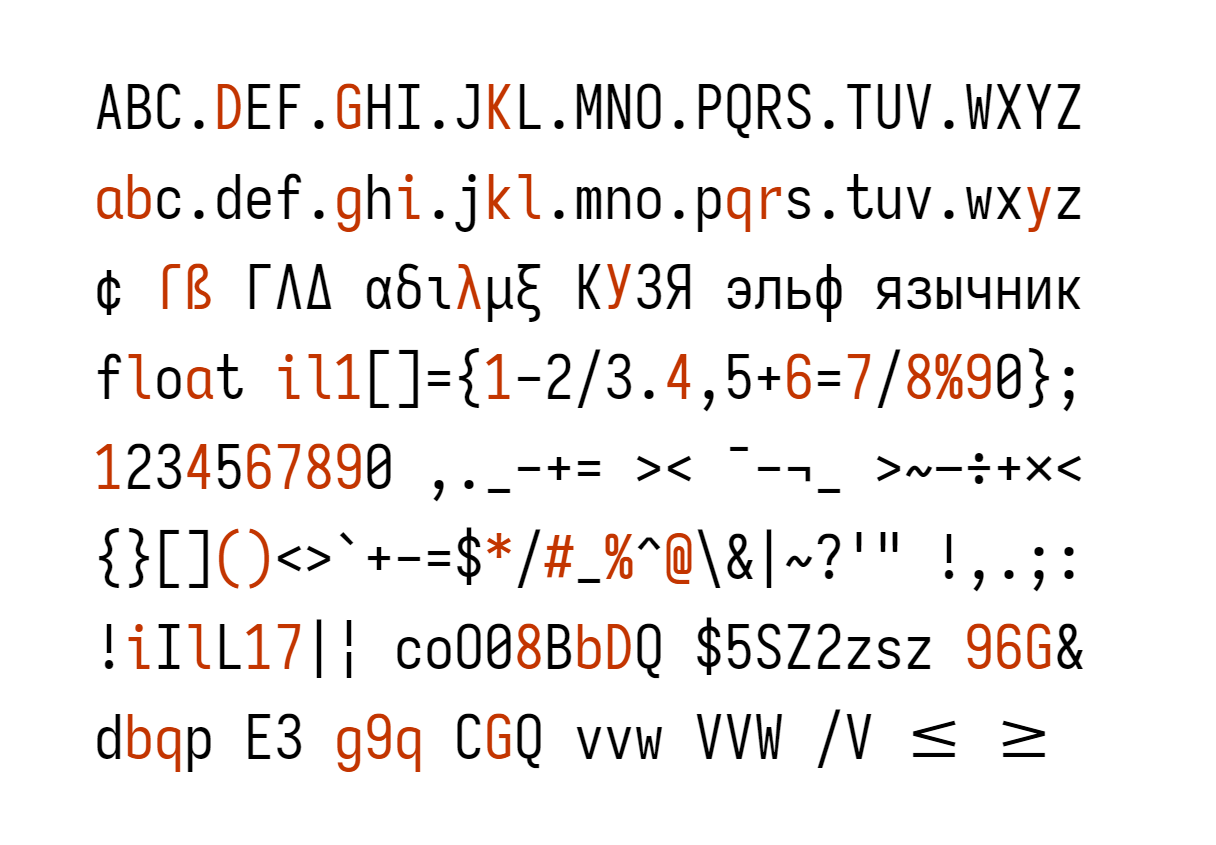 ABC.DEF.GHI.JKL.MNO.PQRS.TUV.WXYZ
abc.def.ghi.jkl.mno.pqrs.tuv.wxyz
¢ ſß ΓΛΔ αδιλμξ КУЗЯ эльф язычник
float il1[]={1-2/3.4,5+6=7/8%90};
1234567890 ,._-+= >< ¯-¬_ >~–÷+×<
{}[]()<>`+-=$*/#_%^@\&|~?'" !,.;:
!iIlL17|¦ coO08BbDQ $5SZ2zsz 96G&
dbqp E3 g9q CGQ vvw VVW /V ≤ ≥